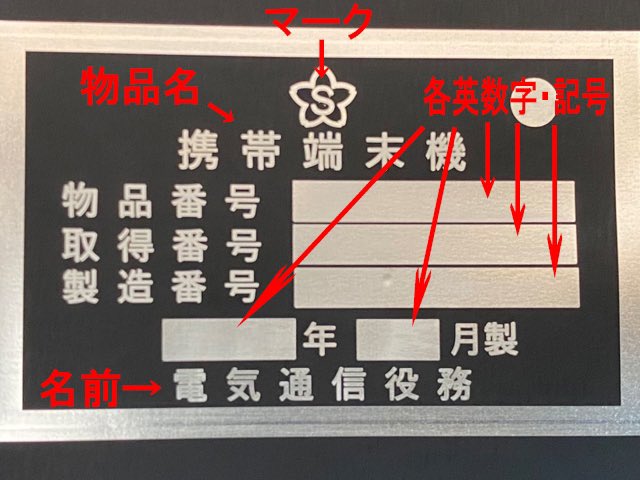 マーク
物品名
S
各英数字・記号
携帯端末機
物品番号
取得番号
製造番号
年 月製
名前→ 電気通信役務